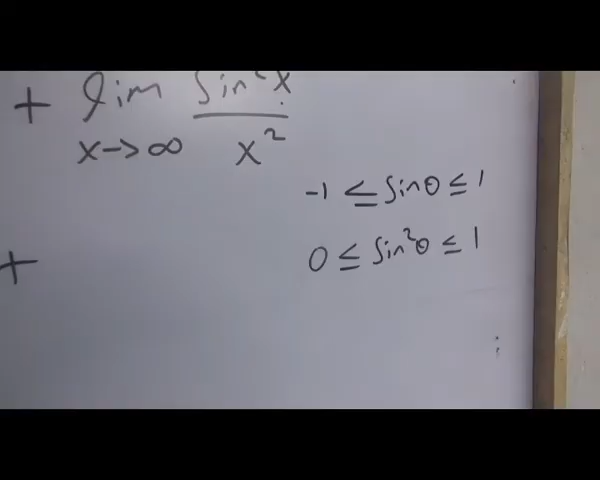 + lim sin²x
x→∞ x²
-1 ≤ sinθ ≤ 1
0 ≤ sin²θ ≤ 1
+